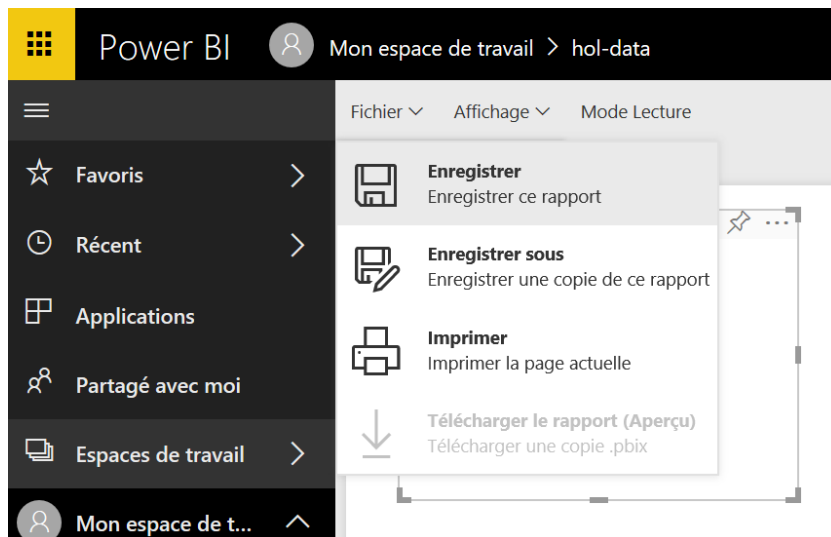 Power BI Mon espace de travail > hol-data
Fichier Affichage Mode Lecture
Favoris
Récent
Applications
Partagé avec moi
Espaces de travail
Mon espace de t...
Enregistrer
Enregistrer ce rapport
Enregistrer sous
Enregistrer une copie de ce rapport
Imprimer
Imprimer la page actuelle
Télécharger le rapport (Aperçu)
Télécharger une copie .pbix